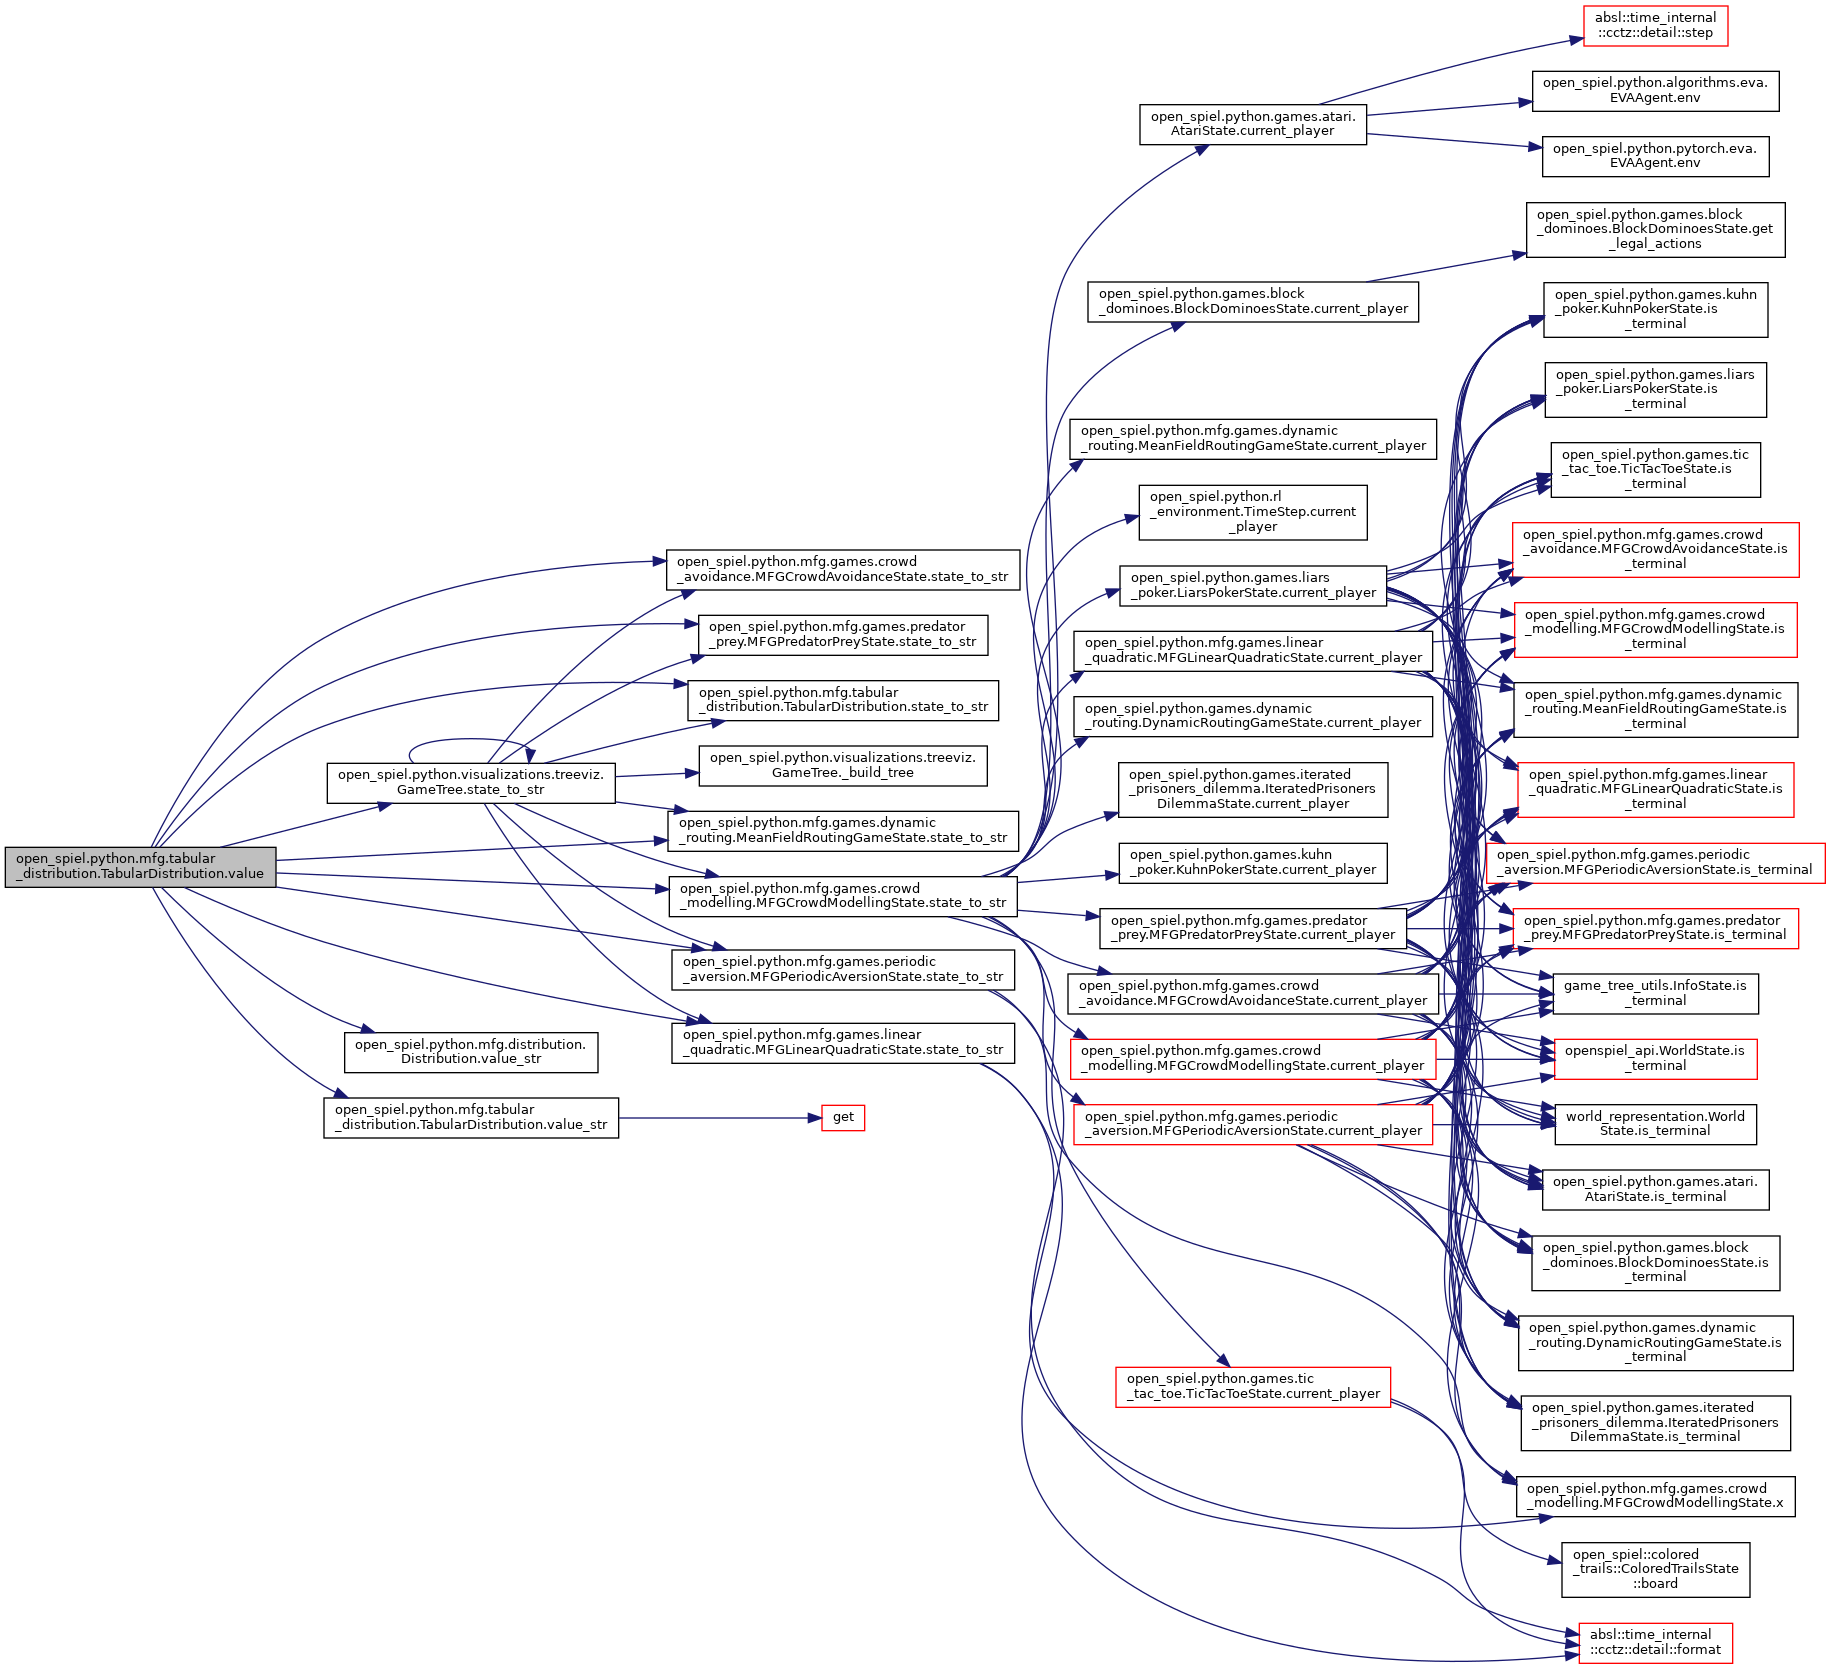 open_spiel.python.mfg.tabular
_distribution.TabularDistribution.value
open_spiel.python.mfg.games.crowd
_avoidance.MFGCrowdAvoidanceState.state_to_str
open_spiel.python.mfg.games.predator
_prey.MFGPredatorPreyState.state_to_str
open_spiel.python.mfg.tabular
_distribution.TabularDistribution.state_to_str
open_spiel.python.visualizations.treeviz.
GameTree._build_tree
open_spiel.python.visualizations.treeviz.
GameTree.state_to_str
open_spiel.python.mfg.games.dynamic
_routing.MeanFieldRoutingGameState.state_to_str
open_spiel.python.mfg.games.crowd
_modelling.MFGCrowdModellingState.state_to_str
open_spiel.python.mfg.games.periodic
_aversion.MFGPeriodicAversionState.state_to_str
open_spiel.python.mfg.games.linear
_quadratic.MFGLinearQuadraticState.state_to_str
open_spiel.python.mfg.distribution.
Distribution.value_str
open_spiel.python.mfg.tabular
_distribution.TabularDistribution.value_str
get
open_spiel.python.games.atari.
AtariState.current_player
open_spiel.python.games.block
_dominoes.BlockDominoesState.current_player
open_spiel.python.mfg.games.dynamic
_routing.MeanFieldRoutingGameState.current_player
open_spiel.python.rl
_environment.TimeStep.current
_player
open_spiel.python.games.liars
_poker.LiarsPokerState.current_player
open_spiel.python.mfg.games.linear
_quadratic.MFGLinearQuadraticState.current_player
open_spiel.python.games.dynamic
_routing.DynamicRoutingGameState.current_player
open_spiel.python.games.iterated
_prisoners_dilemma.IteratedPrisoners
DilemmaState.current_player
open_spiel.python.games.kuhn
_poker.KuhnPokerState.current_player
open_spiel.python.mfg.games.predator
_prey.MFGPredatorPreyState.current_player
open_spiel.python.mfg.games.crowd
_avoidance.MFGCrowdAvoidanceState.current_player
open_spiel.python.mfg.games.crowd
_modelling.MFGCrowdModellingState.current_player
open_spiel.python.mfg.games.periodic
_aversion.MFGPeriodicAversionState.current_player
open_spiel.python.games.tic
_tac_toe.TicTacToeState.current_player
absl::time_internal
::cctz::detail::step
open_spiel.python.algorithms.eva.
EVAAgent.env
open_spiel.python.pytorch.eva.
EVAAgent.env
open_spiel.python.games.block
_dominoes.BlockDominoesState.get
_legal_actions
open_spiel.python.games.kuhn
_poker.KuhnPokerState.is
_terminal
open_spiel.python.games.liars
_poker.LiarsPokerState.is
_terminal
open_spiel.python.games.tic
_tac_toe.TicTacToeState.is
_terminal
open_spiel.python.mfg.games.crowd
_avoidance.MFGCrowdAvoidanceState.is
_terminal
open_spiel.python.mfg.games.crowd
_modelling.MFGCrowdModellingState.is
_terminal
open_spiel.python.mfg.games.dynamic
_routing.MeanFieldRoutingGameState.is
_terminal
open_spiel.python.mfg.games.linear
_quadratic.MFGLinearQuadraticState.is
_terminal
open_spiel.python.mfg.games.periodic
_aversion.MFGPeriodicAversionState.is_terminal
open_spiel.python.mfg.games.predator
_prey.MFGPredatorPreyState.is_terminal
game_tree_utils.InfoState.is
_terminal
openspiel_api.WorldState.is
_terminal
world_representation.World
State.is_terminal
open_spiel.python.games.atari.
AtariState.is_terminal
open_spiel.python.games.block
_dominoes.BlockDominoesState.is
_terminal
open_spiel.python.games.dynamic
_routing.DynamicRoutingGameState.is
_terminal
open_spiel.python.games.iterated
_prisoners_dilemma.IteratedPrisoners
DilemmaState.is_terminal
open_spiel.python.mfg.games.crowd
_modelling.MFGCrowdModellingState.x
open_spiel::colored
_trails::ColoredTrailsState
::board
absl::time_internal
::cctz::detail::format